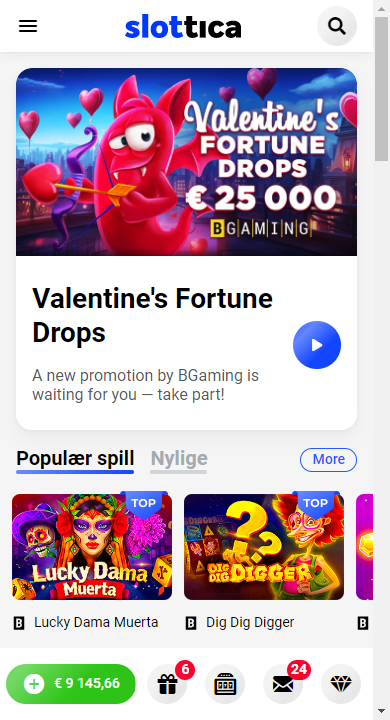 slottica
Valentine's
FORTUNE
DROPS
€ 25 000
BGAMING
Valentine's Fortune
Drops
A new promotion by BGaming is
waiting for you — take part!
Populær spill Nylige More
TOP TOP
Lucky Dama
Muerta
DIG DIG
DIGGER
B Lucky Dama Muerta B Dig Dig Digger B
€ 9 145,66 6 24